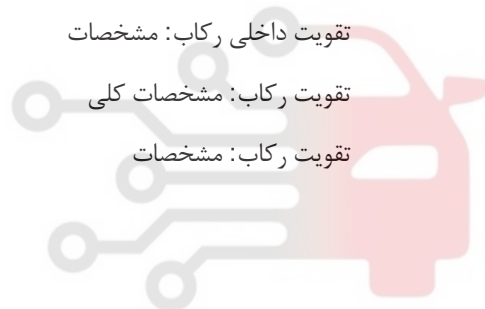 تقویت داخلی رکاب: مشخصات
تقویت رکاب: مشخصات کلی
تقویت رکاب: مشخصات